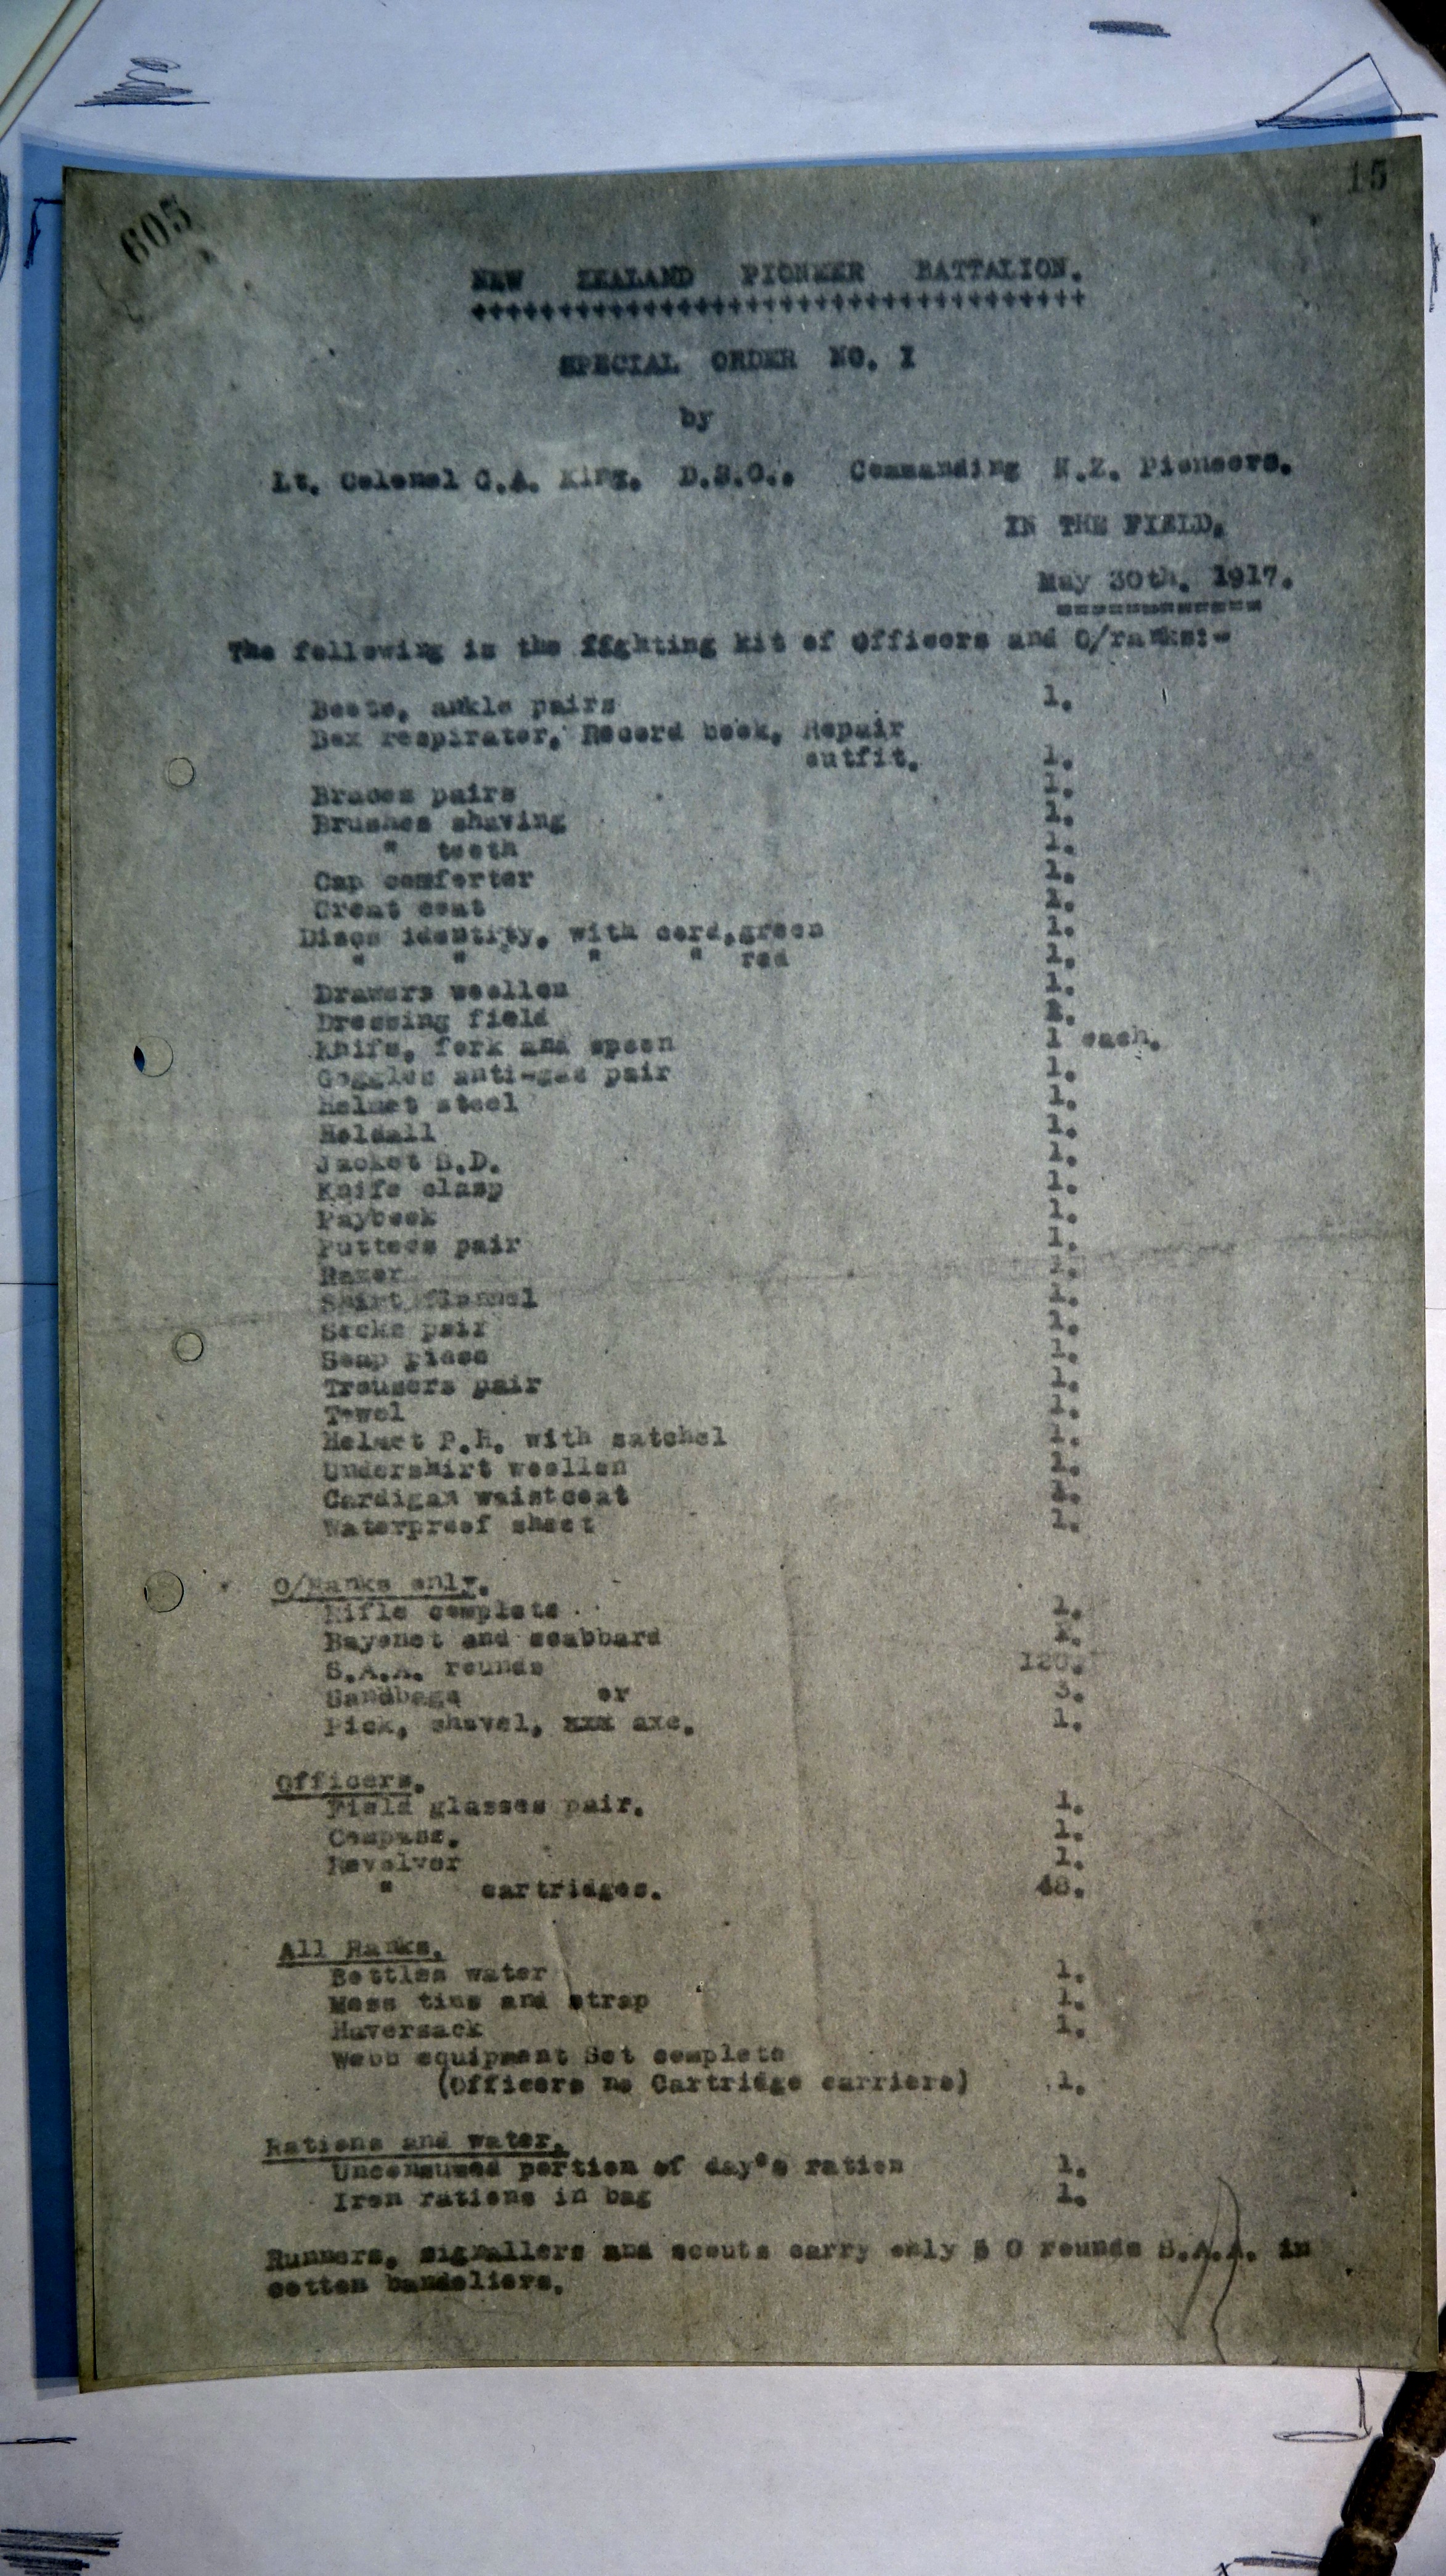 15
605
NEW ZEALAND PIONEER BATTALION.
++++++++++++++++++++++++++++++++++++
SPECIAL ORDER NO. I
by
Lt. Colonel G.A. King. D.S.O.. Commanding N.Z. Pioneers.
IN THE FIELD.
May 30th. 1917.
=============
The following is the fighting kit of Officers and O/ranks:-
Boots, ankle pairs 1.
Box respirator, Record book, Repair
outfit. 1.
Braces pairs 1.
Brushes shaving 1.
" teeth 1.
Cap comforter 1.
Great coat 1.
Discs identity, with cord,green 1.
" " " " red 1.
Drawers woollen 1.
Dressing field
Knife, fork and spoon 1 each.
Goggles anti-gas pair 1.
Helmet steel 1.
Holdall 1.
Jacket S.D. 1.
Knife clasp 1.
Paybook 1.
Puttees pair 1.
Razor 1.
Shirt flannel 1.
Socks pair 1.
Soap piece 1.
Trousers pair 1.
Towel 1.
Helmet P.H. with satchel 1.
Undershirt woollen 1.
Cardigan waistcoat 1.
Waterproof sheet 1.
O/Ranks only.
Rifle complete 1.
Bayonet and scabbard
S.A.A. rounds 120.
Sandbags or 3.
Pick, shovel, xxx axe. 1.
Officers.
Field glasses pair. 1.
Compass. 1.
Revolver 1.
" cartridges. 48.
All Ranks.
Bottles water 1.
Mess tins and strap 1.
Haversack 1.
Webb equipment Set complete
(Officers no Cartridge carriers) 1.
Rations and water.
Unconsumed portion of day's ration 1.
Iron rations in bag 1.
Runners, signallers and scouts carry only 0 rounds S.A.A. in
cotton bandoliers.